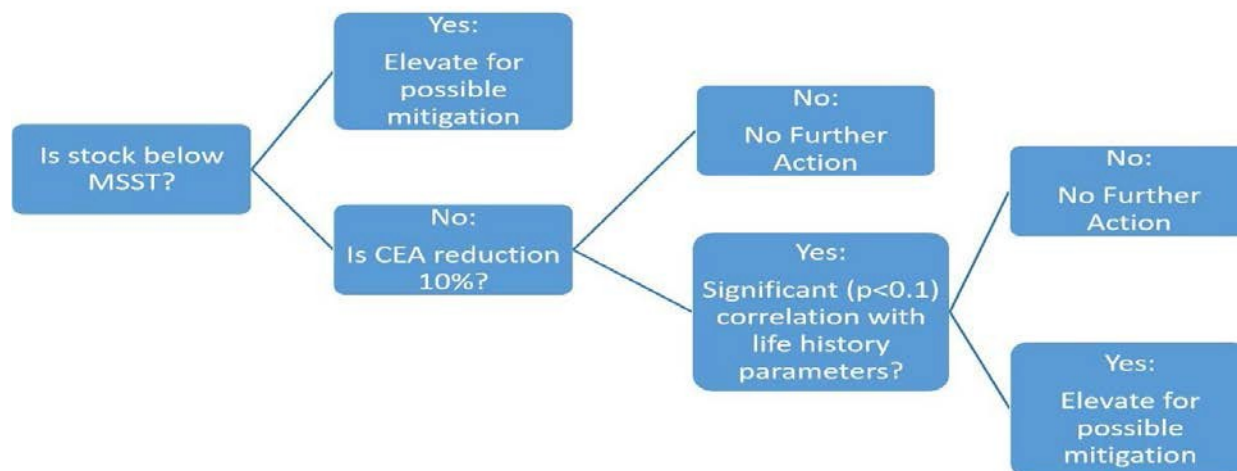 Is stock below
MSST?
Yes:
Elevate for
possible
mitigation
No:
Is CEA reduction
10%?
No:
No Further
Action
Yes:
Significant (p<0.1)
correlation with
life history
parameters?
No:
No Further
Action
Yes:
Elevate for
possible
mitigation